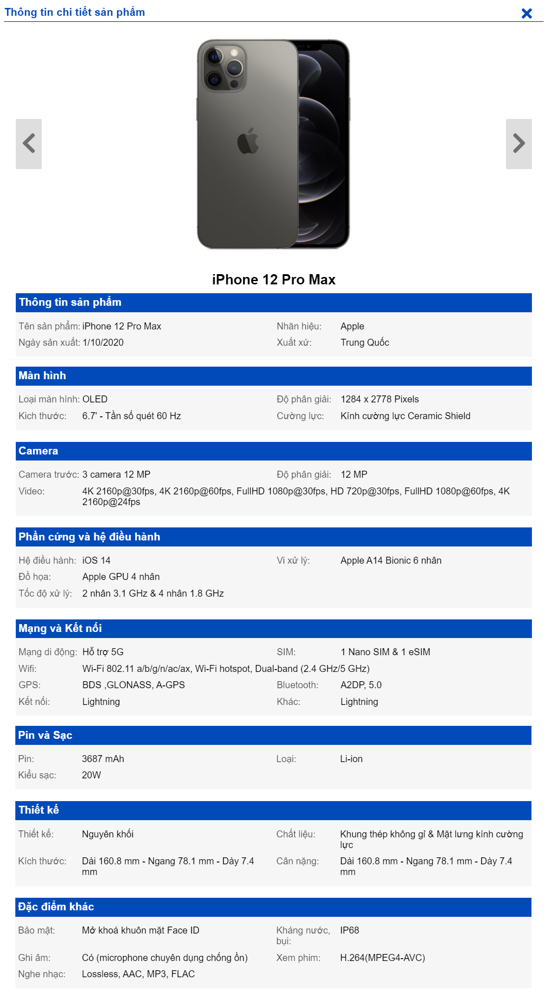 Thông tin chi tiết sản phẩm
iPhone 12 Pro Max
Thông tin sản phẩm
Tên sản phẩm: iPhone 12 Pro Max Nhãn hiệu: Apple
Ngày sản xuất: 1/10/2020 Xuất xứ: Trung Quốc
Màn hình
Loại màn hình: OLED Độ phân giải: 1284 x 2778 Pixels
Kich thước: 6.7' - Tần số quét 60 Hz Cường lực: Kính cường lực Ceramic Shield
Camera
Camera trước: 3 camera 12 MP Độ phân giải: 12 MP
Video: 4K 2160p@30fps, 4K 2160p@60fps, FullHD 1080p@30fps, HD 720p@30fps, FullHD 1080p@60fps, 4K
2160p@24fps
Phần cứng và hệ điều hành
Hệ điều hành: iOS 14 Vi xử lý: Apple A14 Bionic 6 nhân
Đồ họa: Apple GPU 4 nhân
Tốc độ xử lý: 2 nhân 3.1 GHz & 4 nhân 1.8 GHz
Mạng và Kết nối
Mạng di động: Hỗ trợ 5G SIM: 1 Nano SIM & 1 eSIM
Wifi: Wi-Fi 802.11 a/b/g/n/ac/ax, Wi-Fi hotspot, Dual-band (2.4 GHz/5 GHz)
GPS: BDS ,GLONASS, A-GPS Bluetooth: A2DP, 5.0
Kết nối: Lightning Khác: Lightning
Pin và Sạc
Pin: 3687 mAh Loại: Li-ion
Kiểu sạc: 20W
Thiết kế
Thiết kế: Nguyên khối Chất liệu: Khung thép không gỉ & Mặt lưng kính cường
lực
Kích thước: Dài 160.8 mm - Ngang 78.1 mm - Dày 7.4 Cân nặng: Dài 160.8 mm - Ngang 78.1 mm - Dày 7.4
mm mm
Đặc điểm khác
Bảo mật: Mở khoá khuôn mặt Face ID Kháng nước, IP68
bụi:
Ghi âm: Có (microphone chuyên dụng chống ồn) Xem phim: H.264(MPEG4-AVC)
Nghe nhạc: Lossless, AAC, MP3, FLAC